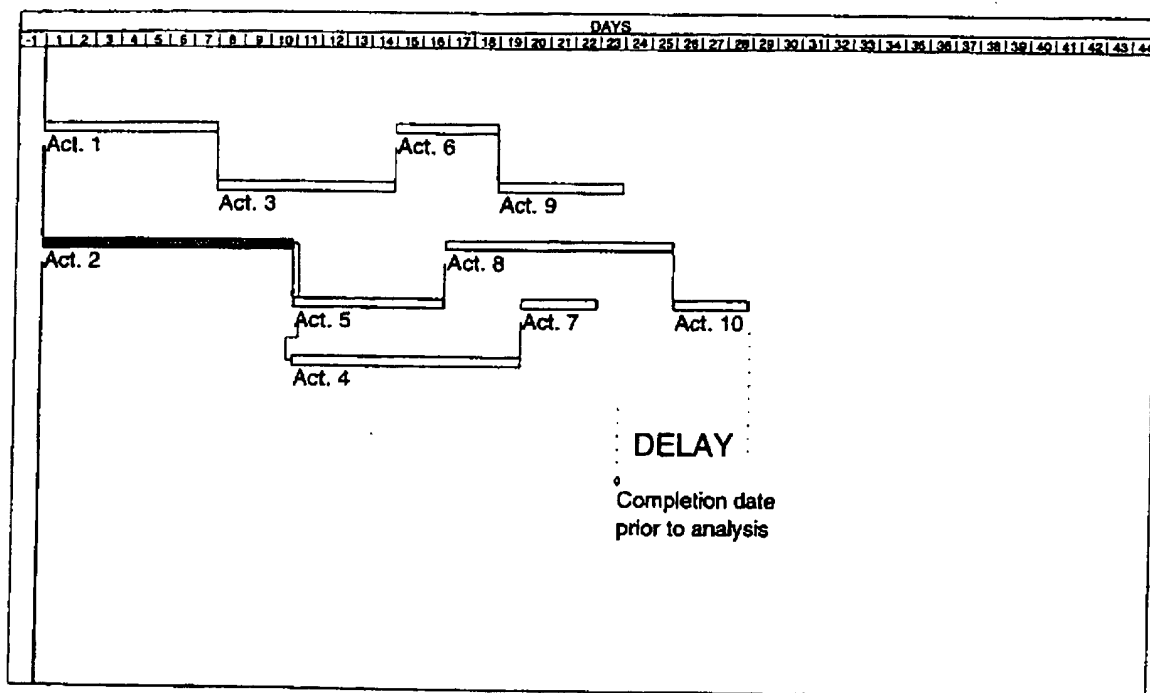 DAYS
-1 1 2 3 4 5 6 7 8 9 10 11 12 13 14 15 16 17 18 19 20 21 22 23 24 25 26 27 28 29 30 31 32 33 34 35 36 37 38 39 40 41 42 43 44
Act. 1
Act. 6
Act. 3
Act. 9
Act. 2
Act. 8
Act. 5
Act. 7
Act. 10
Act. 4
DELAY
Completion date
prior to analysis